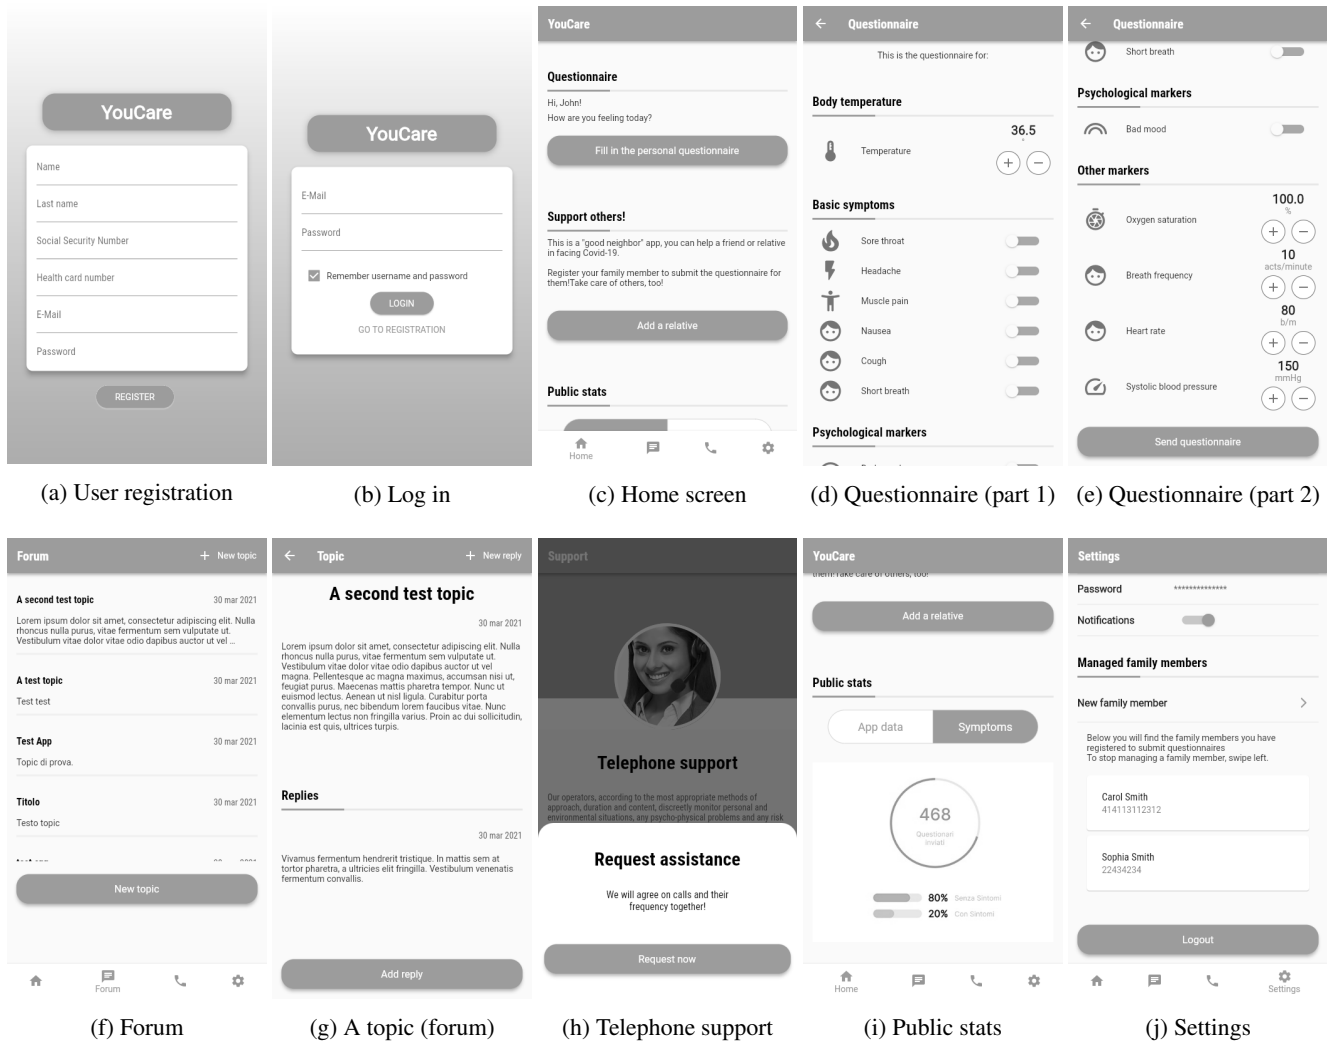 YouCare
Name
Last name
Social Security Number
Health card number
E-Mail
Password
REGISTER
(a) User registration
YouCare
E-Mail
Password
Remember username and password
LOGIN
GO TO REGISTRATION
(b) Log in
YouCare
Questionnaire
Hi, John!
How are you feeling today?
Fill in the personal questionnaire
Support others!
This is a "good neighbor" app, you can help a friend or relative
in facing Covid-19.
Register your family member to submit the questionnaire for
them!Take care of others, too!
Add a relative
Public stats
Home
(c) Home screen
Questionnaire
This is the questionnaire for:
Body temperature
36.5
°
Temperature
+ −
Basic symptoms
Sore throat
Headache
Muscle pain
Nausea
Cough
Short breath
Psychological markers
(d) Questionnaire (part 1)
Questionnaire
Short breath
Psychological markers
Bad mood
Other markers
100.0
%
Oxygen saturation
+ −
10
acts/minute
Breath frequency
+ −
80
b/m
Heart rate
+ −
150
mmHg
Systolic blood pressure
+ −
Send questionnaire
(e) Questionnaire (part 2)
Forum + New topic
A second test topic 30 mar 2021
Lorem ipsum dolor sit amet, consectetur adipiscing elit. Nulla
rhoncus nulla purus, vitae fermentum sem vulputate ut.
Vestibulum vitae dolor vitae odio dapibus auctor ut vel ...
A test topic 30 mar 2021
Test test
Test App 30 mar 2021
Topic di prova.
Titolo 30 mar 2021
Testo topic
New topic
Forum
(f) Forum
Topic + New reply
A second test topic
30 mar 2021
Lorem ipsum dolor sit amet, consectetur adipiscing elit. Nulla
rhoncus nulla purus, vitae fermentum sem vulputate ut.
Vestibulum vitae dolor vitae odio dapibus auctor ut vel
magna. Pellentesque ac magna maximus, accumsan nisi ut,
feugiat purus. Maecenas mattis pharetra tempor. Nunc ut
euismod lectus. Aenean ut nisl ligula. Curabitur porta
convallis purus, nec bibendum lorem faucibus vitae. Nunc
elementum lectus non fringilla varius. Proin ac dui sollicitudin,
lacinia est quis, ultrices turpis.
Replies
30 mar 2021
Vivamus fermentum hendrerit tristique. In mattis sem at
tortor pharetra, a ultricies elit fringilla. Vestibulum venenatis
fermentum convallis.
Add reply
(g) A topic (forum)
Support
Telephone support
Our operators, according to the most appropriate methods of
approach, duration and content, discreetly monitor personal and
environmental situations, any psycho-physical problems and any risk
Request assistance
We will agree on calls and their
frequency together!
Request now
(h) Telephone support
YouCare
them!Take care of others, too!
Add a relative
Public stats
App data Symptoms
468
Questionari
inviati
80% Senza Sintomi
20% Con Sintomi
Home
(i) Public stats
Settings
Password **************
Notifications
Managed family members
New family member
Below you will find the family members you have
registered to submit questionnaires
To stop managing a family member, swipe left.
Carol Smith
414113112312
Sophia Smith
22434234
Logout
Settings
(j) Settings